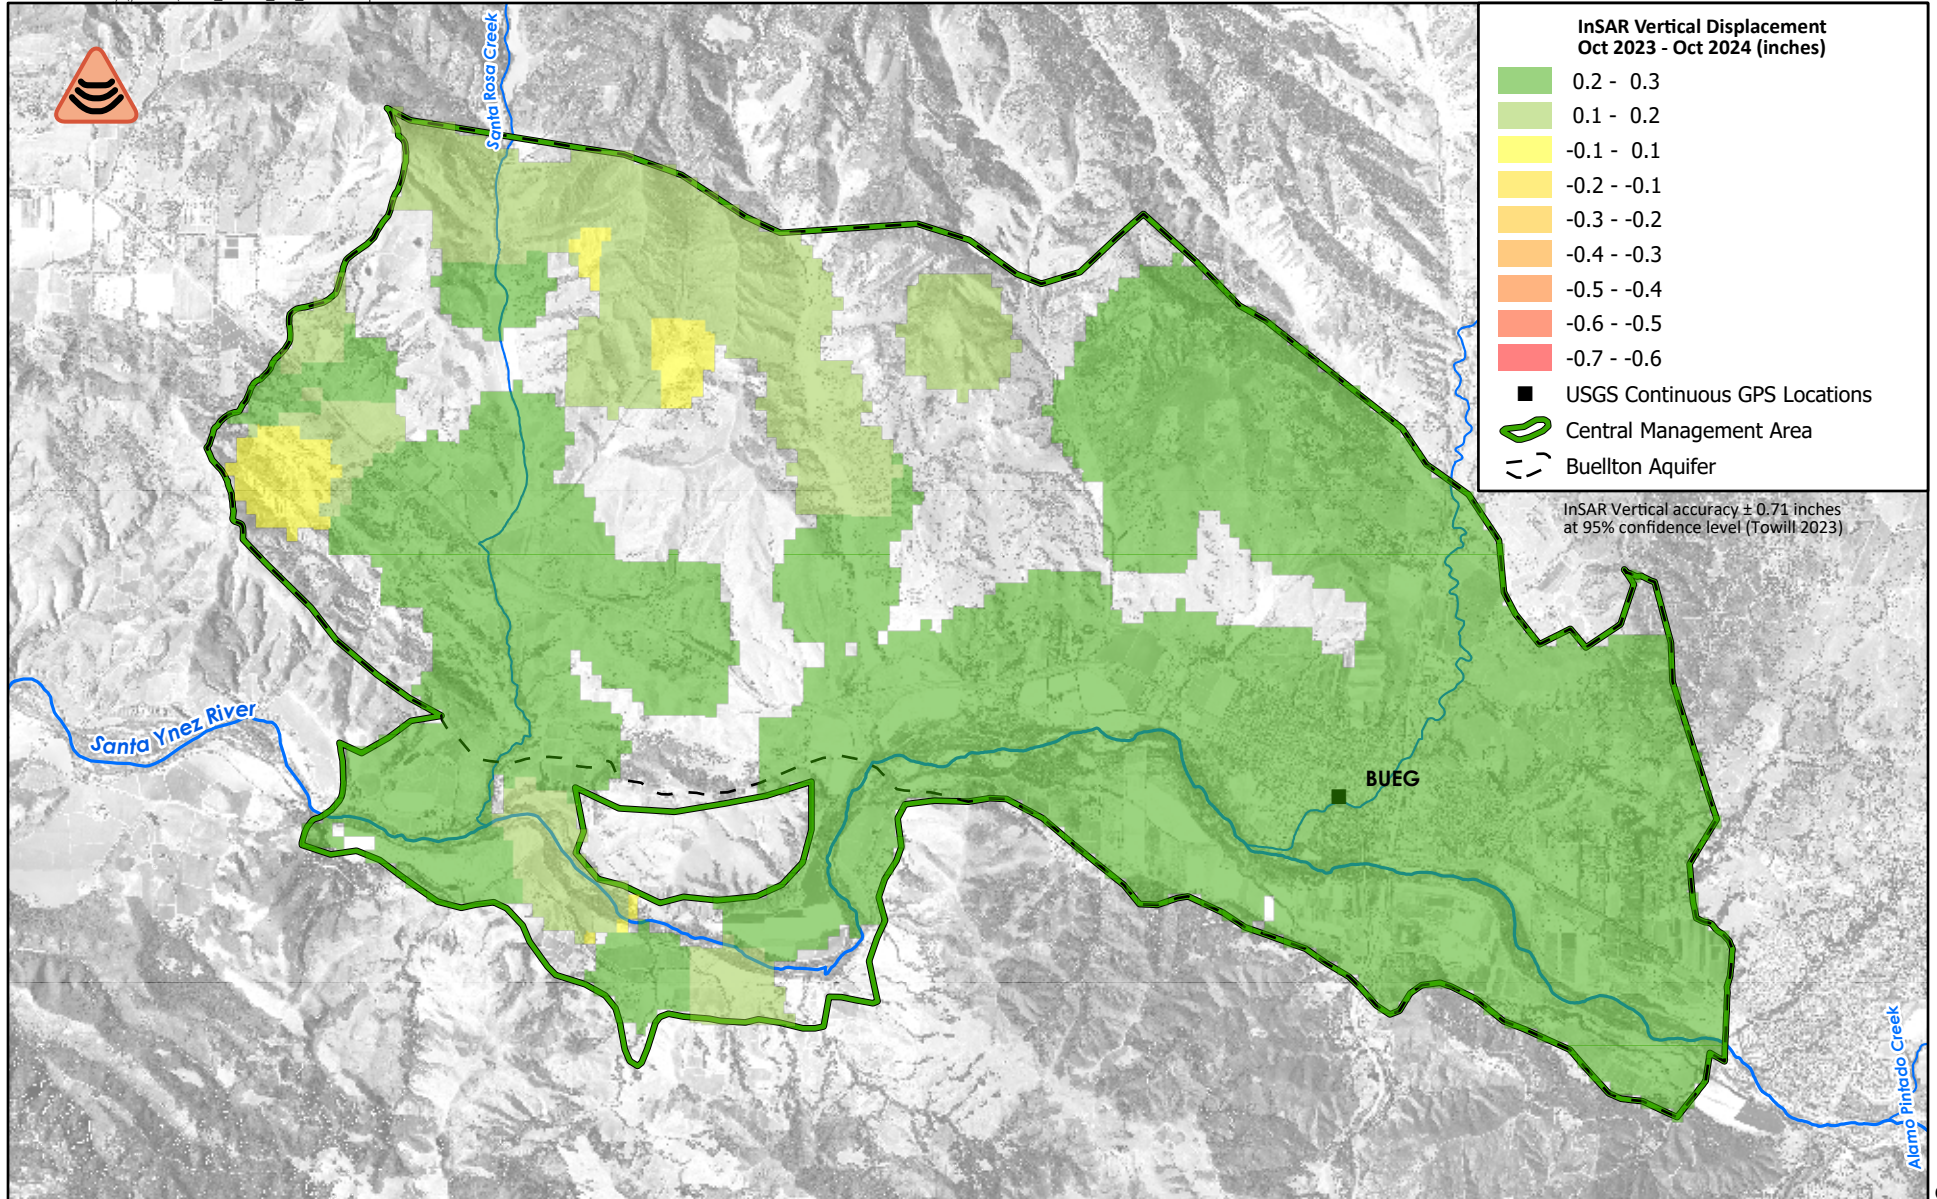 Santa Rosa Creek
InSAR Vertical Displacement
Oct 2023 - Oct 2024 (inches)
0.2 - 0.3
0.1 - 0.2
-0.1 - 0.1
-0.2 - -0.1
-0.3 - -0.2
-0.4 - -0.3
-0.5 - -0.4
-0.6 - -0.5
-0.7 - -0.6
USGS Continuous GPS Locations
Central Management Area
Buellton Aquifer
InSAR Vertical accuracy ± 0.71 inches
at 95% confidence level (Towill 2023)
Santa Ynez River
BUEG
Alamo Pintado Creek